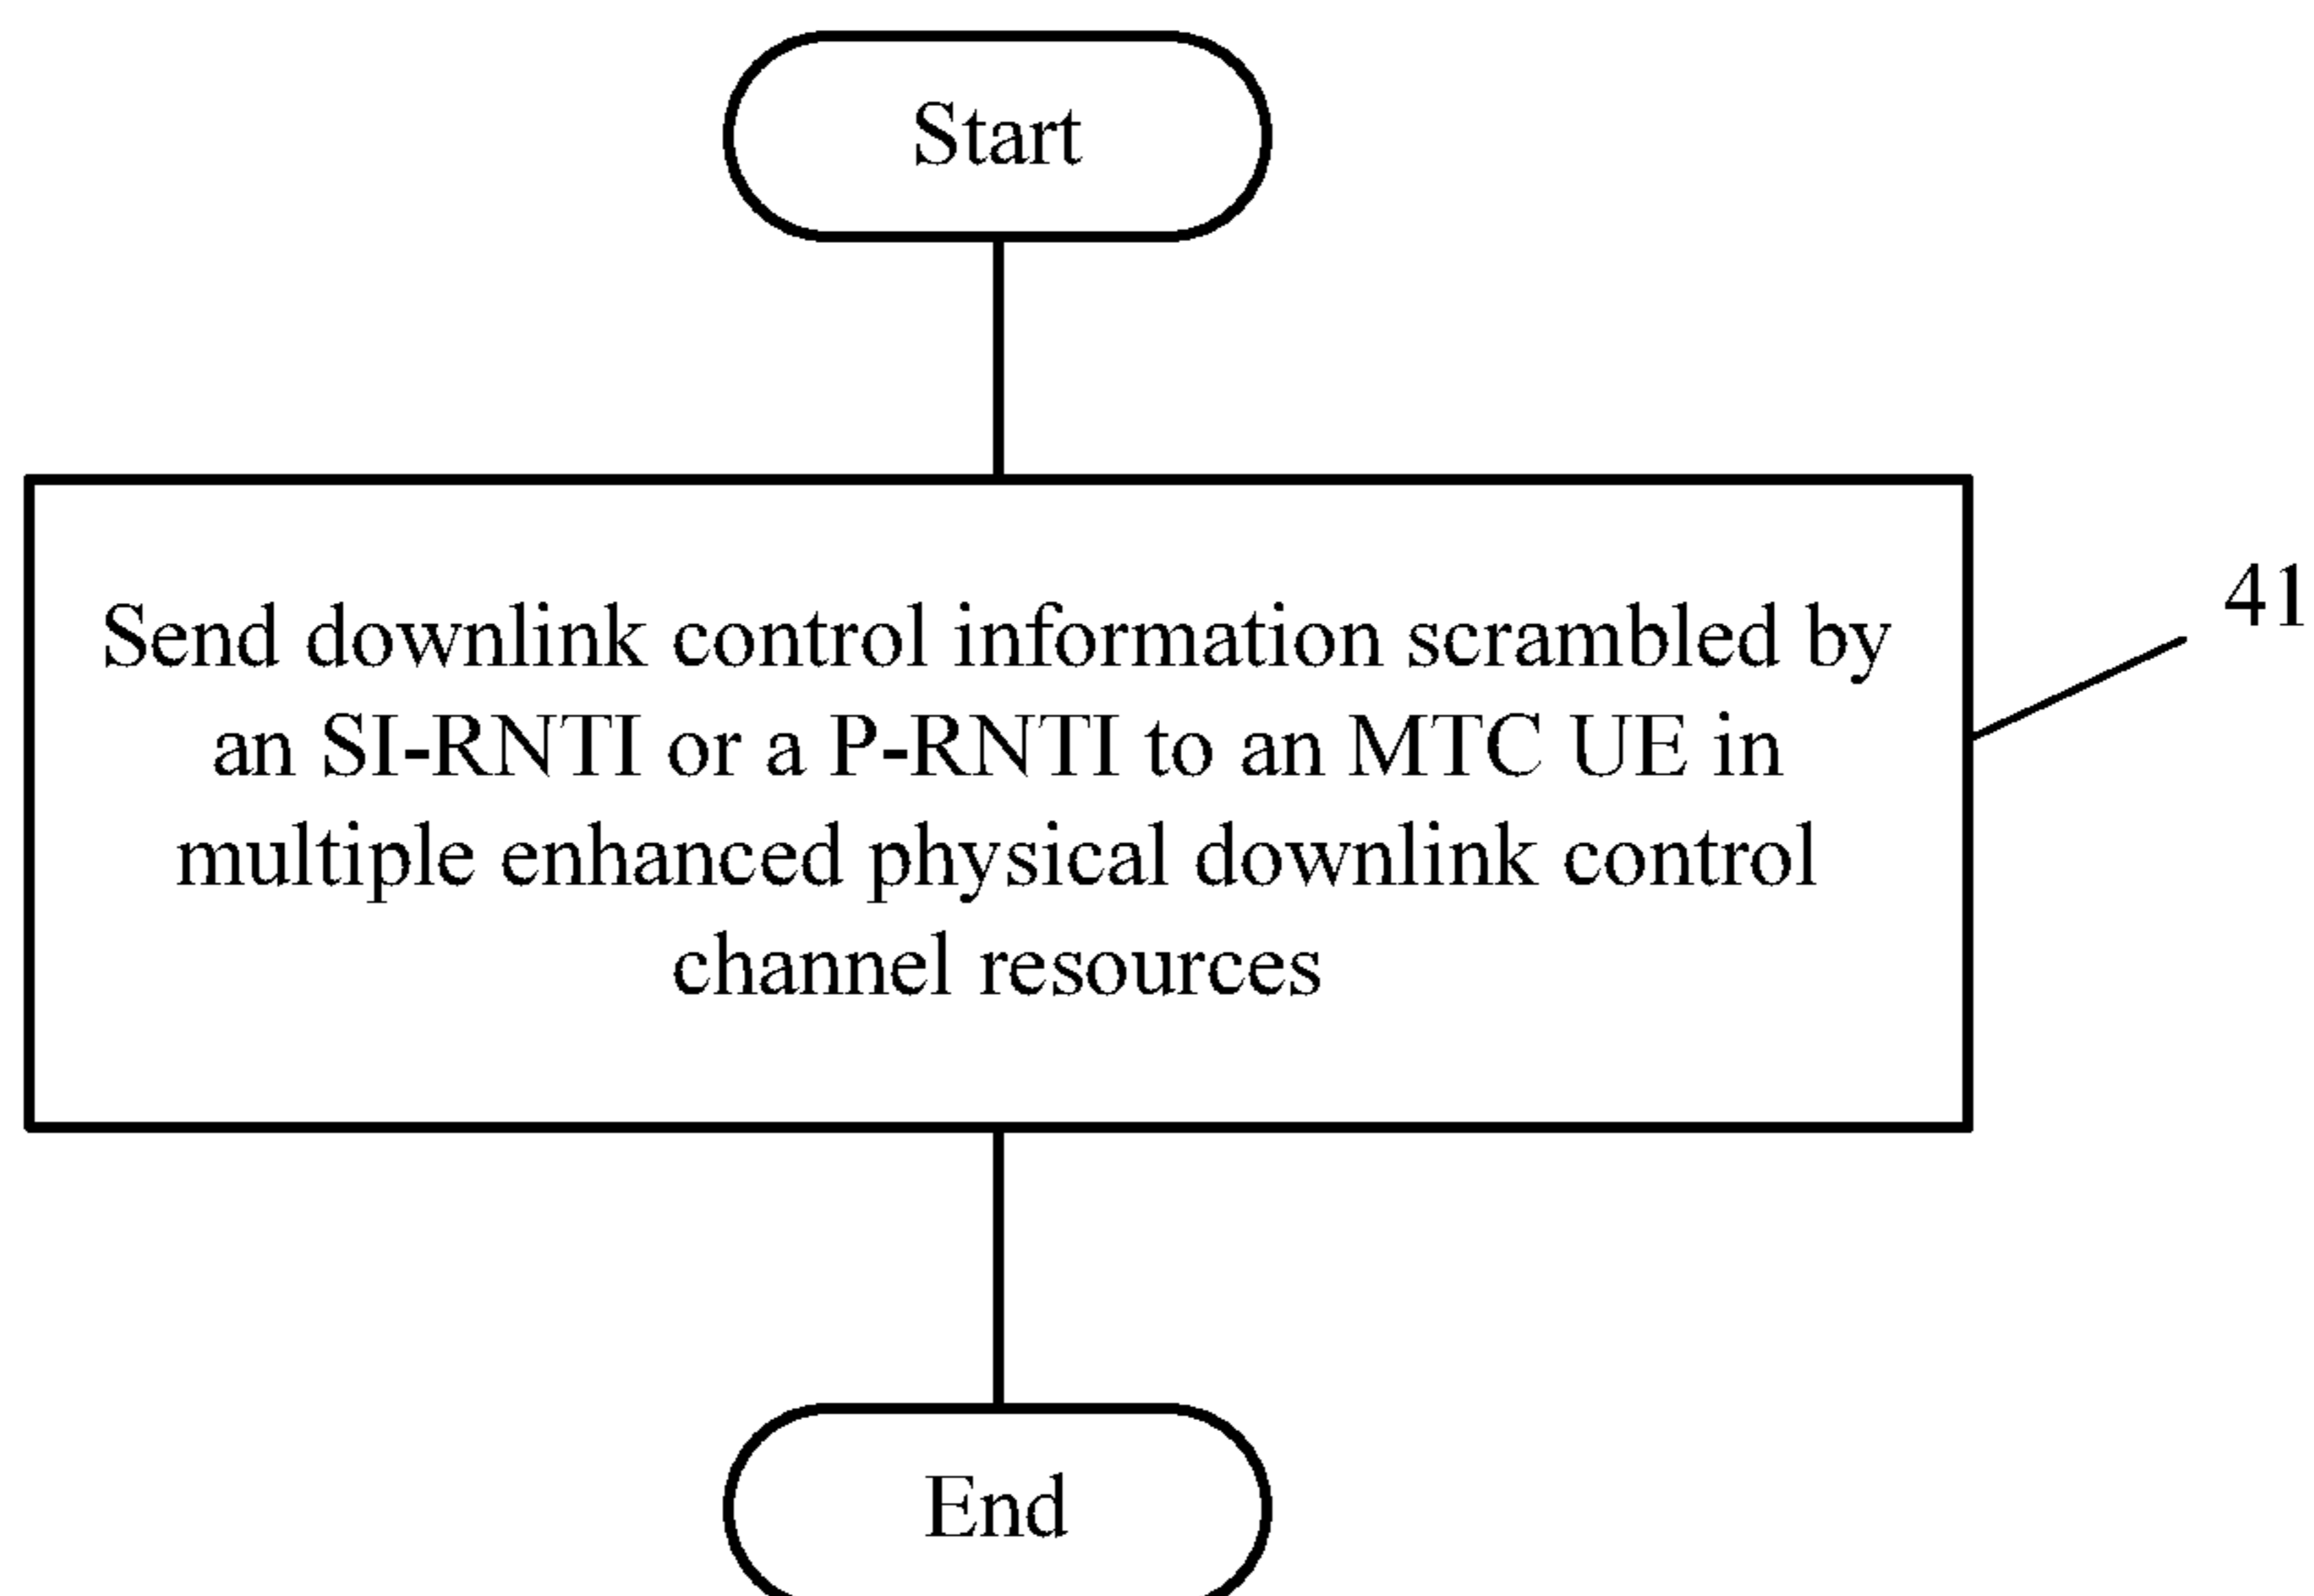 Start
Send downlink control information scrambled by
an SI-RNTI or a P-RNTI to an MTC UE in
multiple enhanced physical downlink control
channel resources
41
End